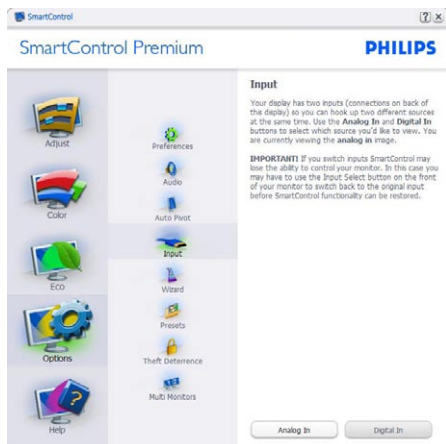 SmartControl
SmartControl Premium
PHILIPS
Adjust
Color
Eco
Options
Help
Preferences
Audio
Auto Pivot
Input
Wizard
Presets
Theft Deterrence
Multi Monitors
Input
Your display has two inputs (connections on back of
this display) so you can hook up two different sources
at the same time. Use the Analog In and Digital In
buttons to select which source you'd like to view. You
are currently viewing the analog in image.
IMPORTANT! If you switch inputs SmartControl may
lose the ability to control your monitor. In this case you
may have to use the Input Select button on the front
of your monitor to switch back to the original input
before SmartControl functionality can be restored.
Analog In
Digital In